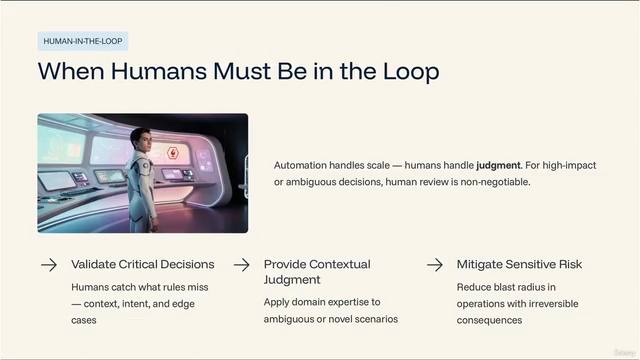 HUMAN-IN-THE-LOOP
When Humans Must Be in the Loop
Automation handles scale — humans handle judgment. For high-impact
or ambiguous decisions, human review is non-negotiable.
Validate Critical Decisions
Humans catch what rules miss
— context, intent, and edge
cases
Provide Contextual
Judgment
Apply domain expertise to
ambiguous or novel scenarios
Mitigate Sensitive Risk
Reduce blast radius in
operations with irreversible
consequences